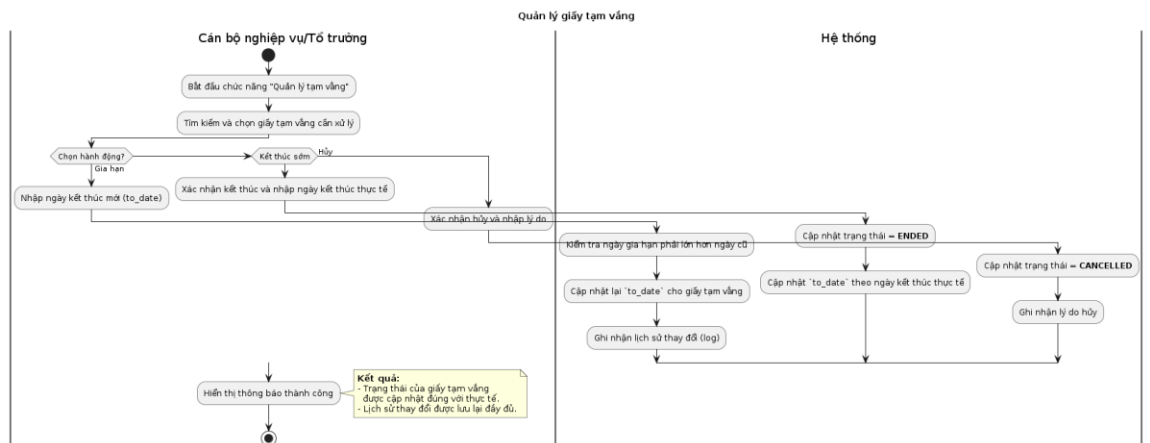 Quản lý giấy tạm vắng
Cán bộ nghiệp vụ/Tổ trưởng
Hệ thống
Bắt đầu chức năng "Quản lý tạm vắng"
Tìm kiếm và chọn giấy tạm vắng cần xử lý
Chọn hành động?
Kết thúc sớm
Hủy
Gia hạn
Nhập ngày kết thúc mới (to_date)
Xác nhận kết thúc và nhập ngày kết thúc thực tế
Xác nhận hủy và nhập lý do
Kiểm tra ngày gia hạn phải lớn hơn ngày cũ
Cập nhật trạng thái = ENDED
Cập nhật trạng thái = CANCELLED
Cập nhật lại `to_date` cho giấy tạm vắng
Cập nhật `to_date` theo ngày kết thúc thực tế
Ghi nhận lý do hủy
Ghi nhận lịch sử thay đổi (log)
Hiển thị thông báo thành công
Kết quả:
- Trạng thái của giấy tạm vắng
được cập nhật đúng với thực tế.
- Lịch sử thay đổi được lưu lại đầy đủ.